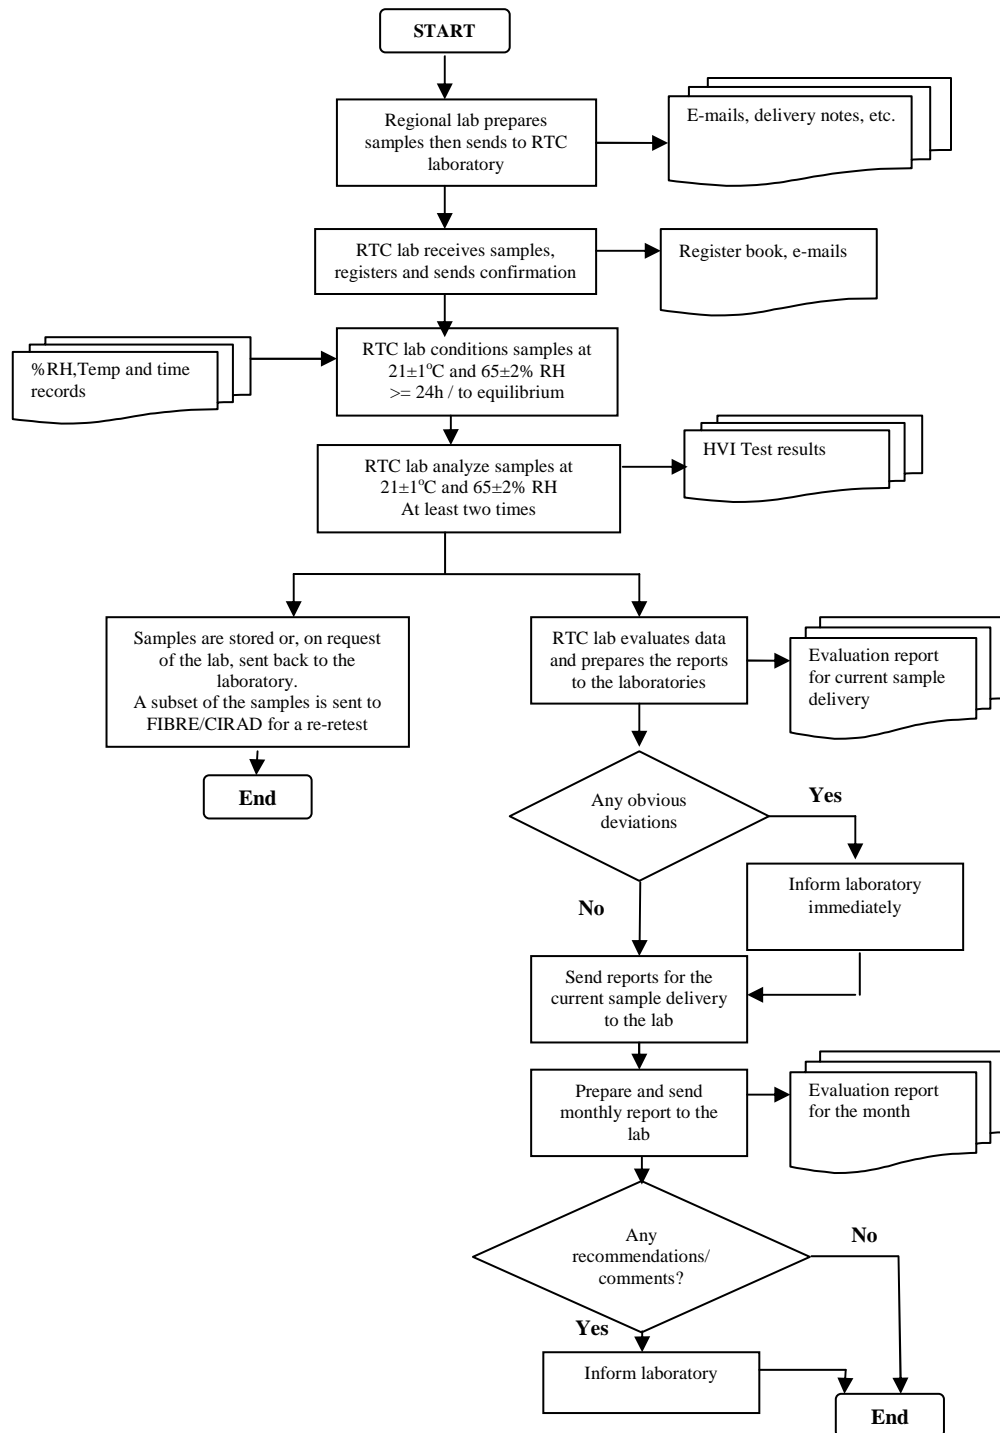 START
Regional lab prepares
samples then sends to RTC
laboratory
E-mails, delivery notes, etc.
RTC lab receives samples,
registers and sends confirmation
Register book, e-mails
%RH,Temp and time
records
RTC lab conditions samples at
21±1°C and 65±2% RH
>= 24h / to equilibrium
RTC lab analyze samples at
21±1°C and 65±2% RH
At least two times
HVI Test results
Samples are stored or, on request
of the lab, sent back to the
laboratory.
A subset of the samples is sent to
FIBRE/CIRAD for a re-retest
End
RTC lab evaluates data
and prepares the reports
to the laboratories
Evaluation report
for current sample
delivery
Any obvious
deviations
Yes
Inform laboratory
immediately
No
Send reports for the
current sample delivery
to the lab
Prepare and send
monthly report to the
lab
Evaluation report
for the month
Any
recommendations/
comments?
No
Yes
Inform laboratory
End